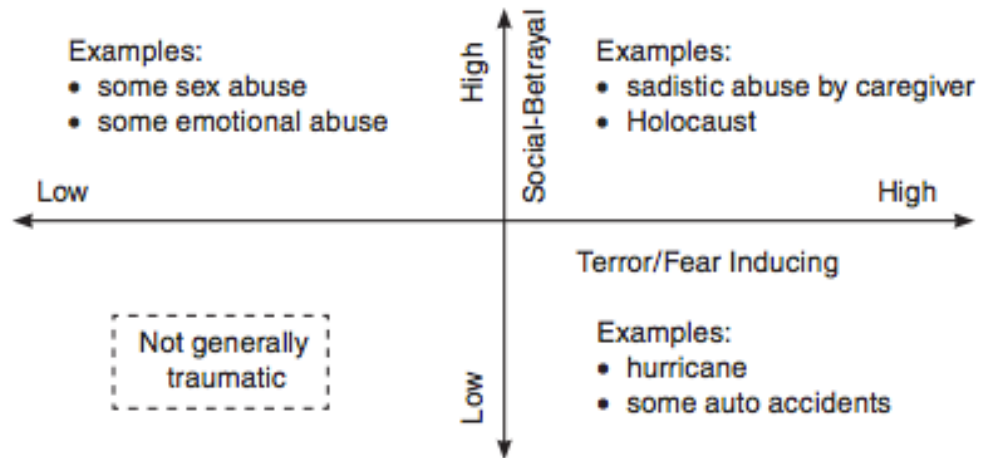 Examples:
• some sex abuse
• some emotional abuse
High
Social-Betrayal
Examples:
• sadistic abuse by caregiver
• Holocaust
Low
High
Terror/Fear Inducing
Not generally
traumatic
Low
Examples:
• hurricane
• some auto accidents